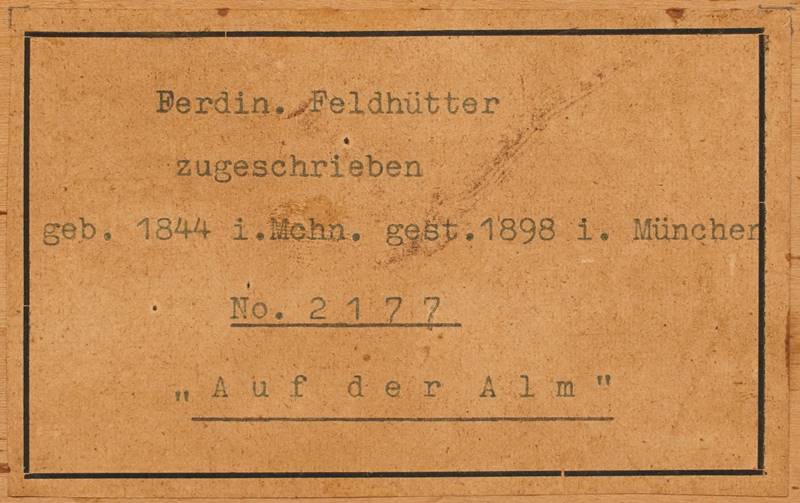 Ferdin. Feldhütter
zugeschrieben
geb. 1844 i.Mchn. gest.1898 i. München
No. 2177
„Auf der Alm"